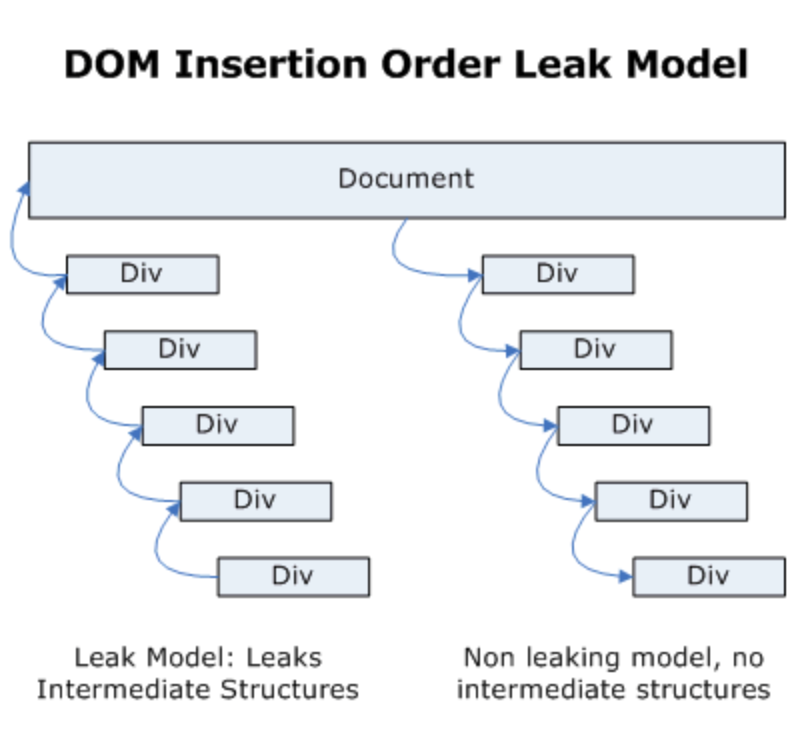 DOM Insertion Order Leak Model
Document
Div
Div
Div
Div
Div
Div
Div
Div
Div
Div
Leak Model: Leaks
Intermediate Structures
Non leaking model, no
intermediate structures